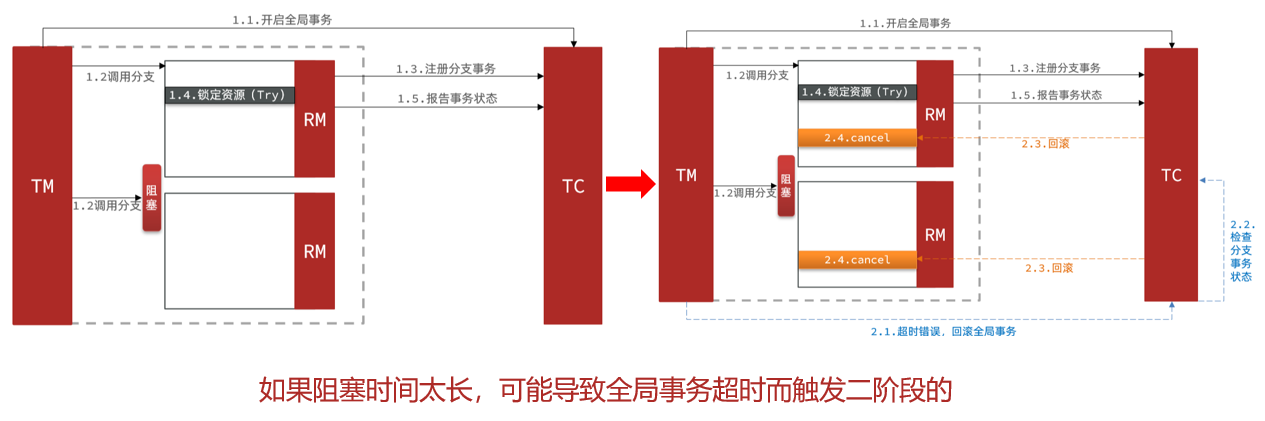 1.1.开启全局事务
TM
1.2调用分支
1.4.锁定资源（Try）
RM
1.3.注册分支事务
1.5.报告事务状态
TC
1.2调用分支
阻
塞
RM
1.1.开启全局事务
TM
1.2调用分支
1.4.锁定资源（Try）
RM
2.4.cancel
1.3.注册分支事务
1.5.报告事务状态
2.3.回滚
TC
1.2调用分支
阻
塞
RM
2.4.cancel
2.3.回滚
2.2.
检查
分支
事务
状态
2.1.超时错误，回滚全局事务
如果阻塞时间太长，可能导致全局事务超时而触发二阶段的